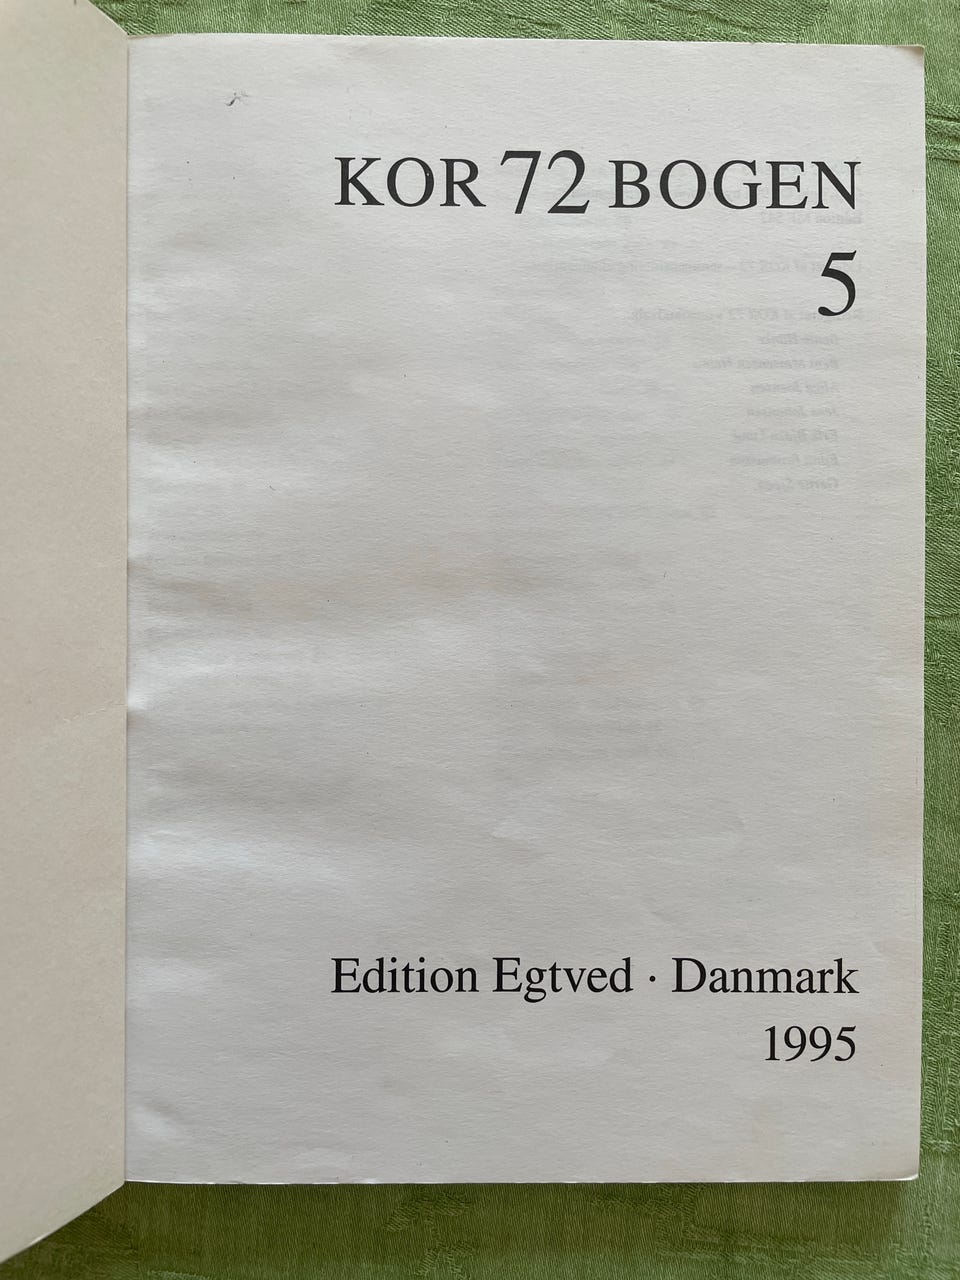 KOR 72 BOGEN
5
Edition Egtved · Danmark
1995